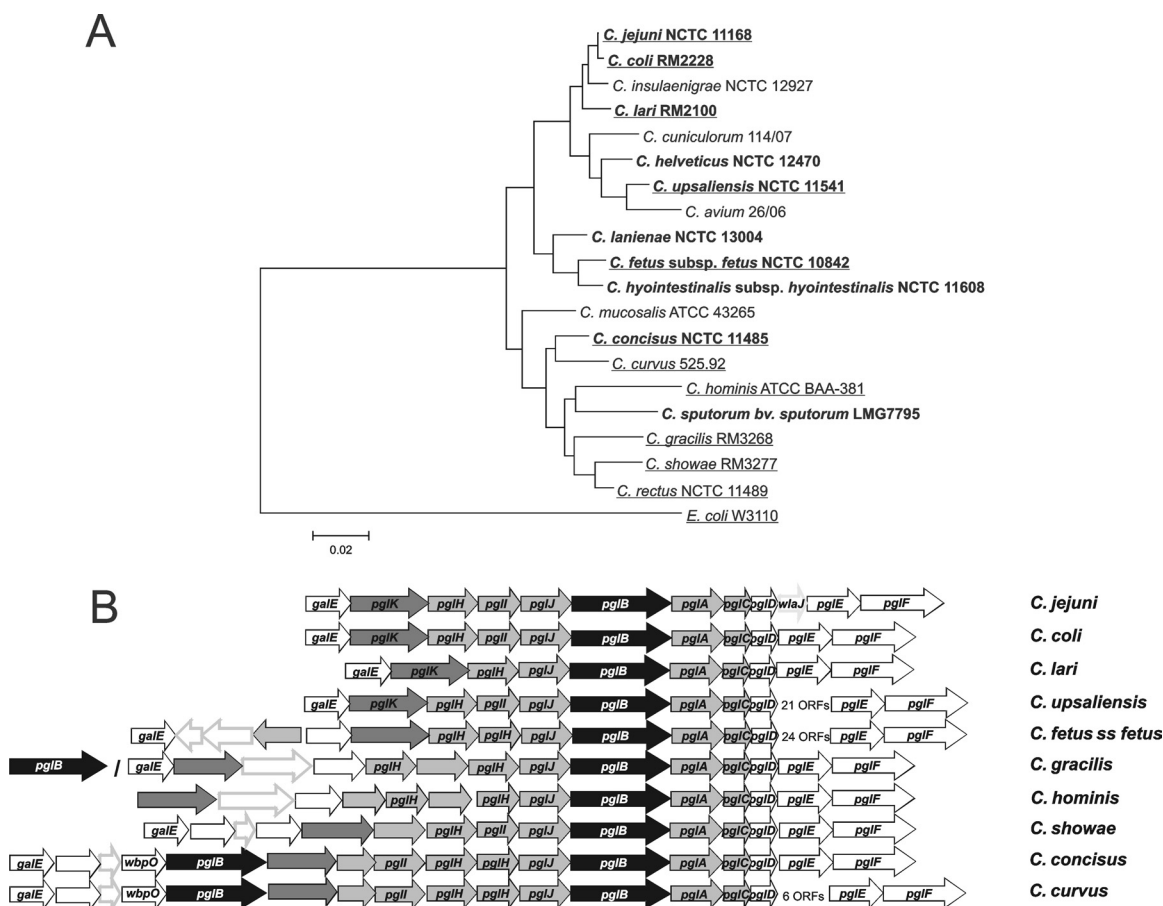 A
C. jejuni NCTC 11168
C. coli RM2228
C. insulaenigrae NCTC 12927
C. lari RM2100
C. cuniculorum 114/07
C. helveticus NCTC 12470
C. upsaliensis NCTC 11541
C. avium 26/06
C. lanienae NCTC 13004
C. fetus subsp. fetus NCTC 10842
C. hyointestinalis subsp. hyointestinalis NCTC 11608
C. mucosalis ATCC 43265
C. concisus NCTC 11485
C. curvus 525.92
C. hominis ATCC BAA-381
C. sputorum bv. sputorum LMG7795
C. gracilis RM3268
C. showae RM3277
C. rectus NCTC 11489
E. coli W3110
0.02
B
galE pglK pglH pglI pglJ pglB pglA pglC pglD wlaJ pglE pglF C. jejuni
galE pglK pglH pglI pglJ pglB pglA pglC pglD pglE pglF C. coli
galE pglK pglH pglJ pglB pglA pglC pglD pglE pglF C. lari
galE pglK pglH pglI pglJ pglB pglA pglC pglD 21 ORFs pglE pglF C. upsaliensis
galE pglH pglH pglJ pglB pglA pglC pglD 24 ORFs pglE pglF C. fetus ss fetus
pglB / galE pglH pglH pglJ pglB pglA pglC pglD pglE pglF C. gracilis
pglH pglH pglJ pglB pglA pglC pglD pglE pglF C. hominis
galE pglH pglI pglJ pglB pglA pglC pglD pglE pglF C. showae
galE wbpO pglB pglI pglH pglH pglJ pglB pglA pglC pglD pglE pglF C. concisus
galE wbpO pglB pglI pglH pglH pglJ pglB pglA pglC pglD 6 ORFs pglE pglF C. curvus